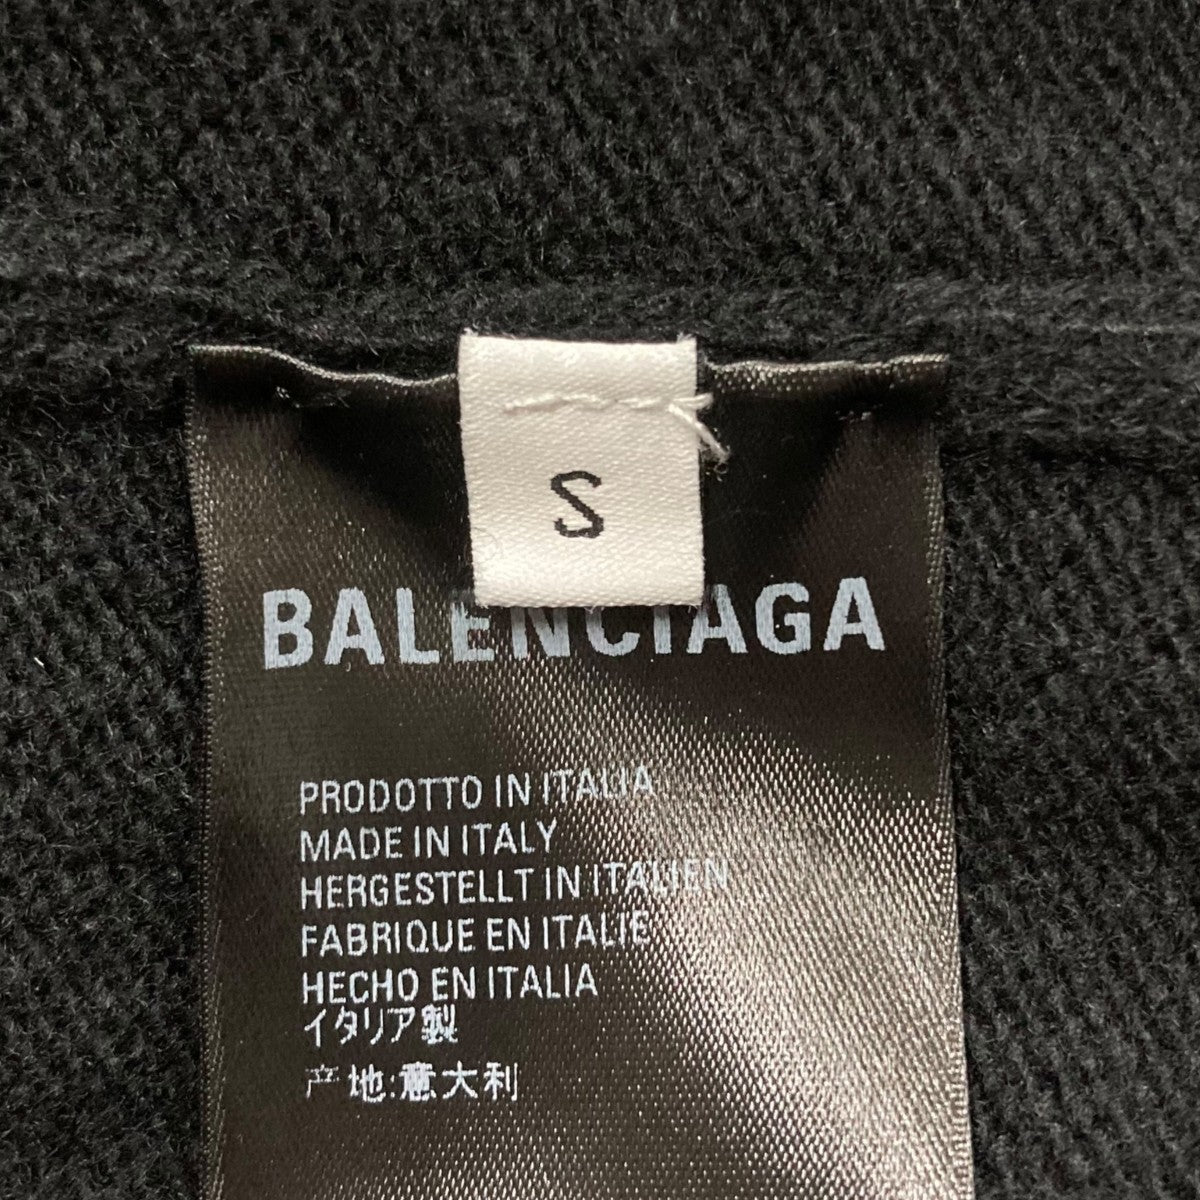 S
BALENCIAGA
PRODOTTO IN ITALIA
MADE IN ITALY
HERGESTELLT IN ITALIEN
FABRIQUE EN ITALIE
HECHO EN ITALIA
イタリア製
产地:意大利